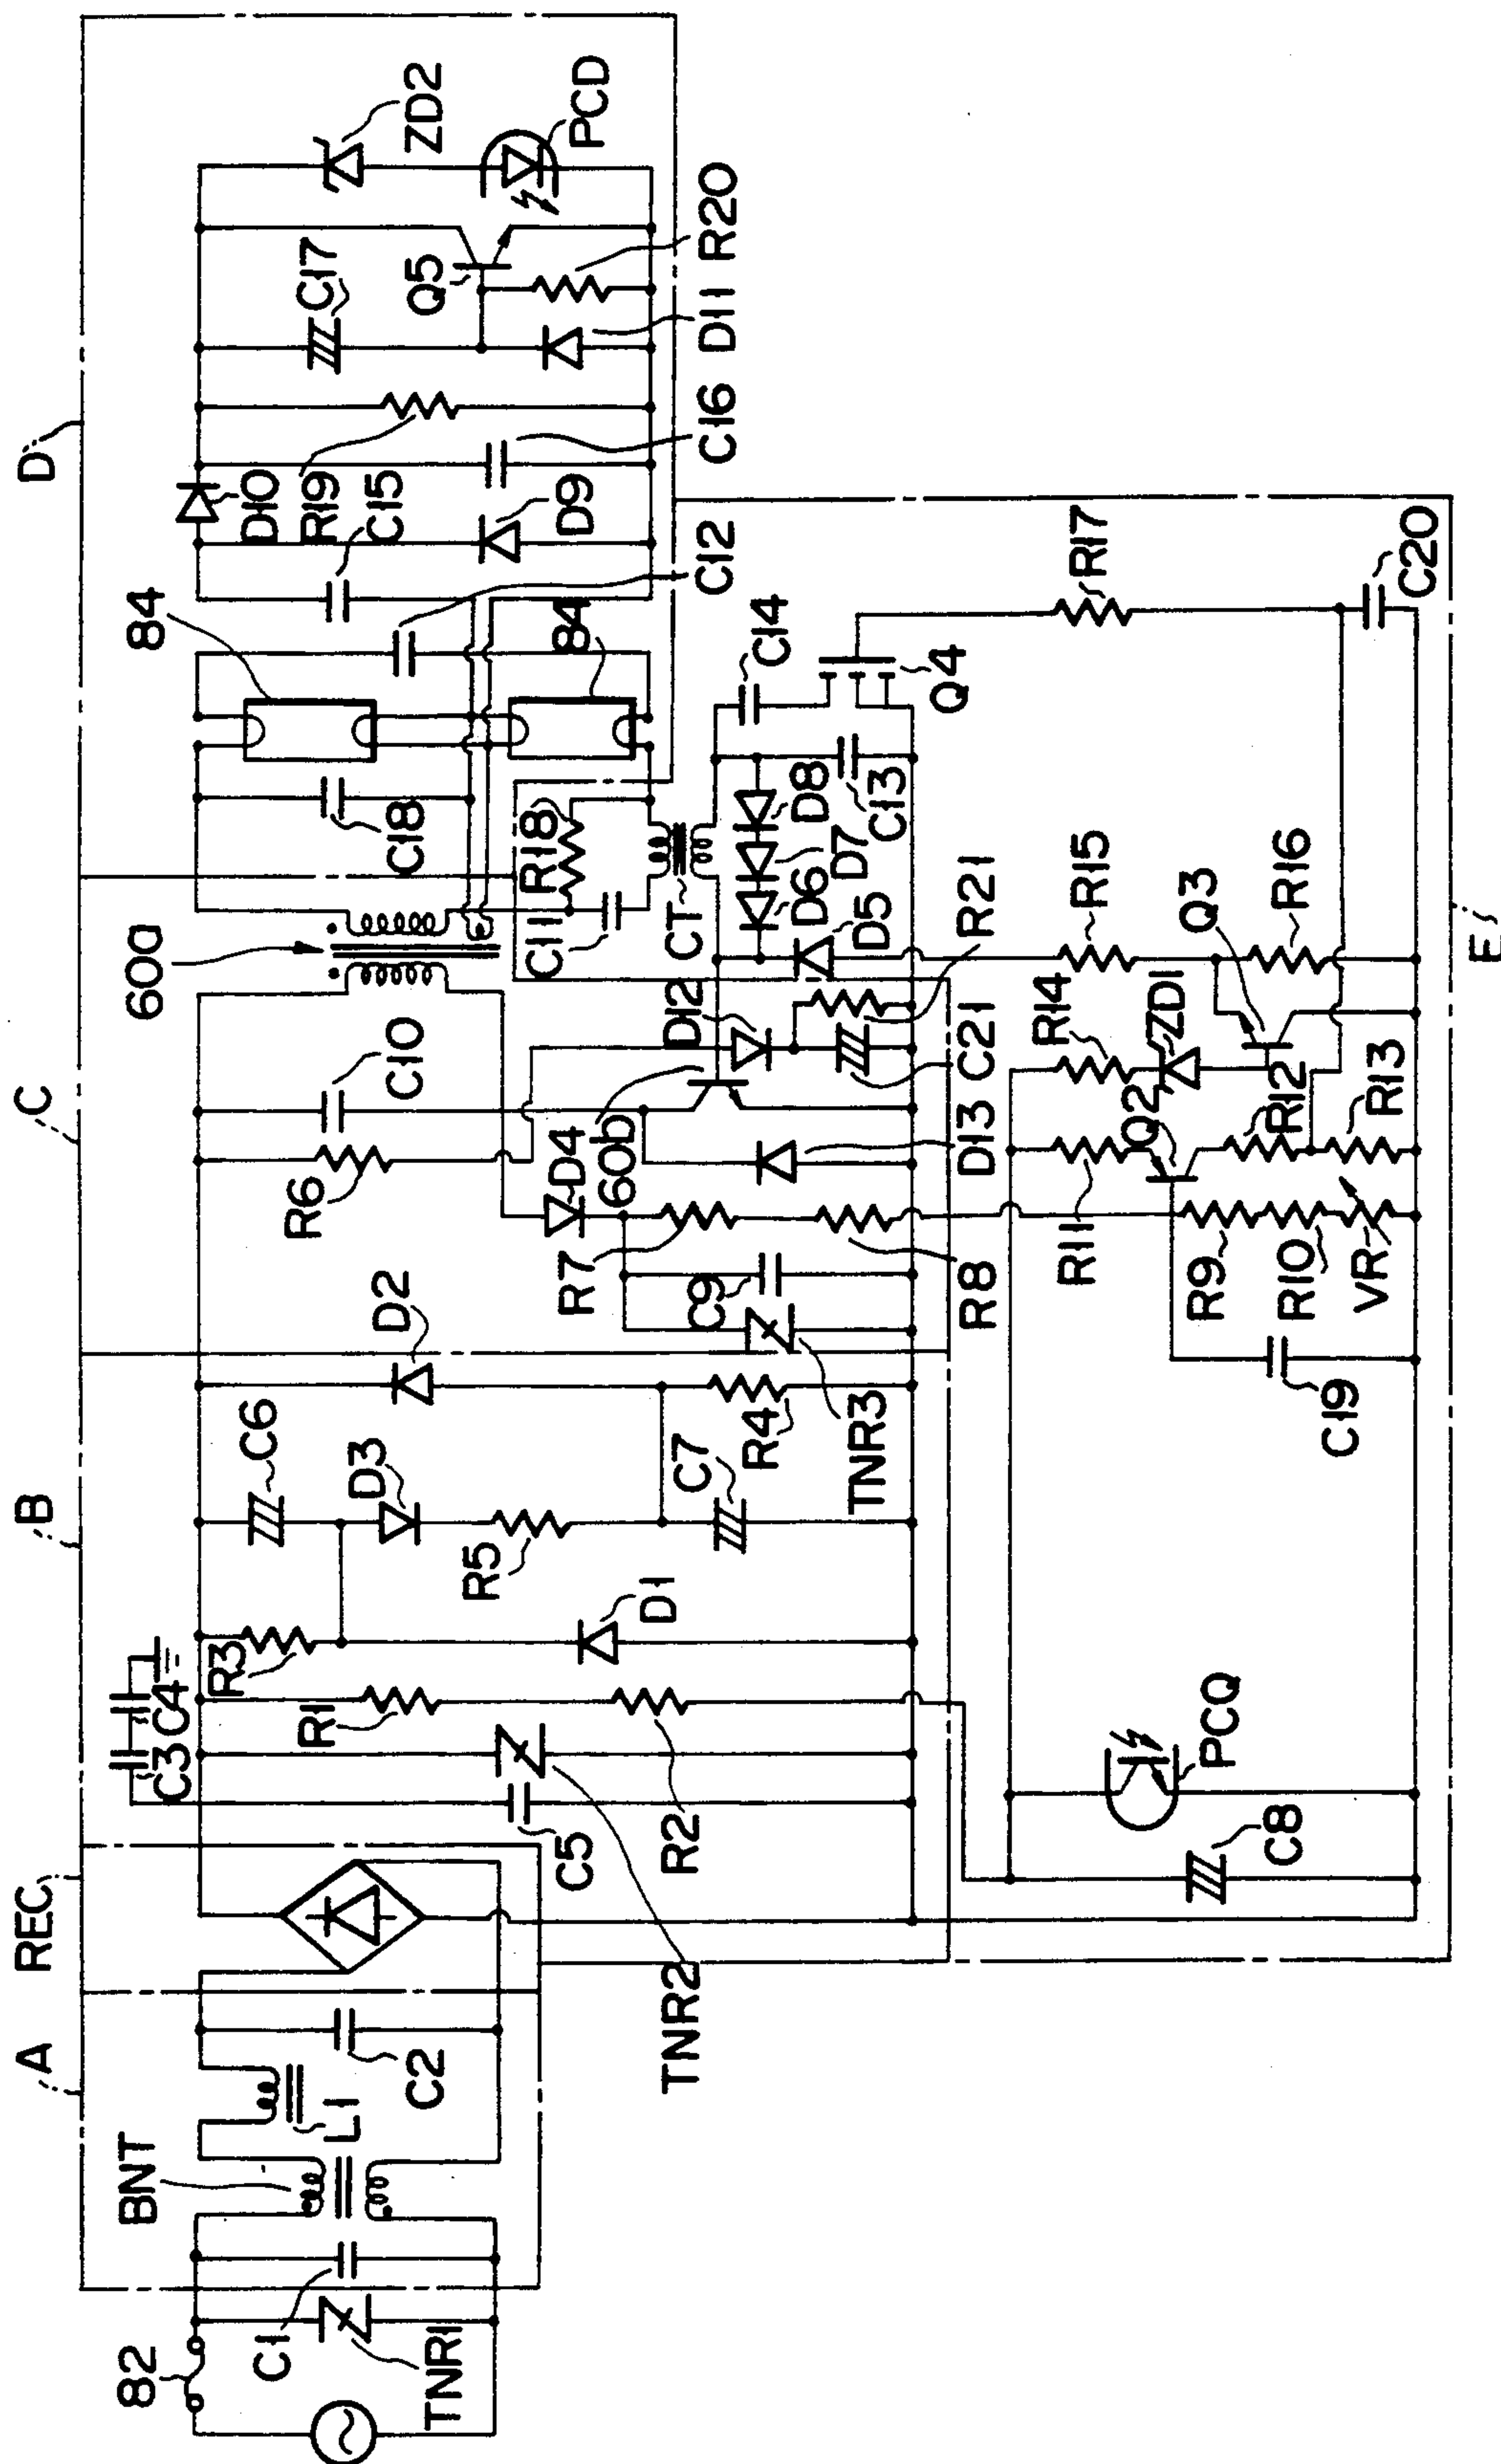 A
REC
B
C
D
82
TNR1
C1
BNT
L1
C2
C3
C4
C5
TNR2
R1
R2
R3
D1
C6
D3
R5
C7
D2
R4
TNR3
C9
R7
R8
D4
R6
C10
60a
60b
D13
D12
C21
R21
C11
R18
CT
D5
D6
D7
D8
C13
C14
Q4
C18
84
84
C12
C15
D9
D10
R19
C16
C17
D11
R20
Q5
ZD2
PCD
C8
PCQ
C19
R9
R10
VR
R11
Q2
R12
R13
R14
ZD1
Q3
R15
R16
R17
C20
E